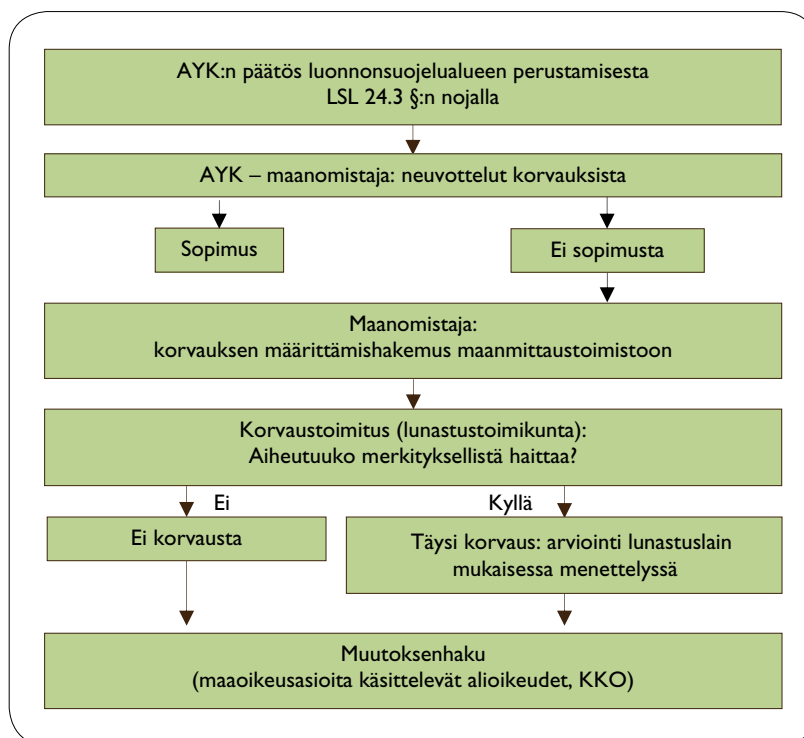 AYK:n päätös luonnonsuojelualueen perustamisesta
LSL 24.3 §:n nojalla
AYK – maanomistaja: neuvottelut korvauksista
Sopimus
Ei sopimusta
Maanomistaja:
korvauksen määrittämishakemus maanmittaustoimistoon
Korvaustoimitus (lunastustoimikunta):
Aiheutuuko merkityksellistä haittaa?
Ei
Kyllä
Ei korvausta
Täysi korvaus: arviointi lunastuslain
mukaisessa menettelyssä
Muutoksenhaku
(maaoikeusasioita käsittelevät alioikeudet, KKO)